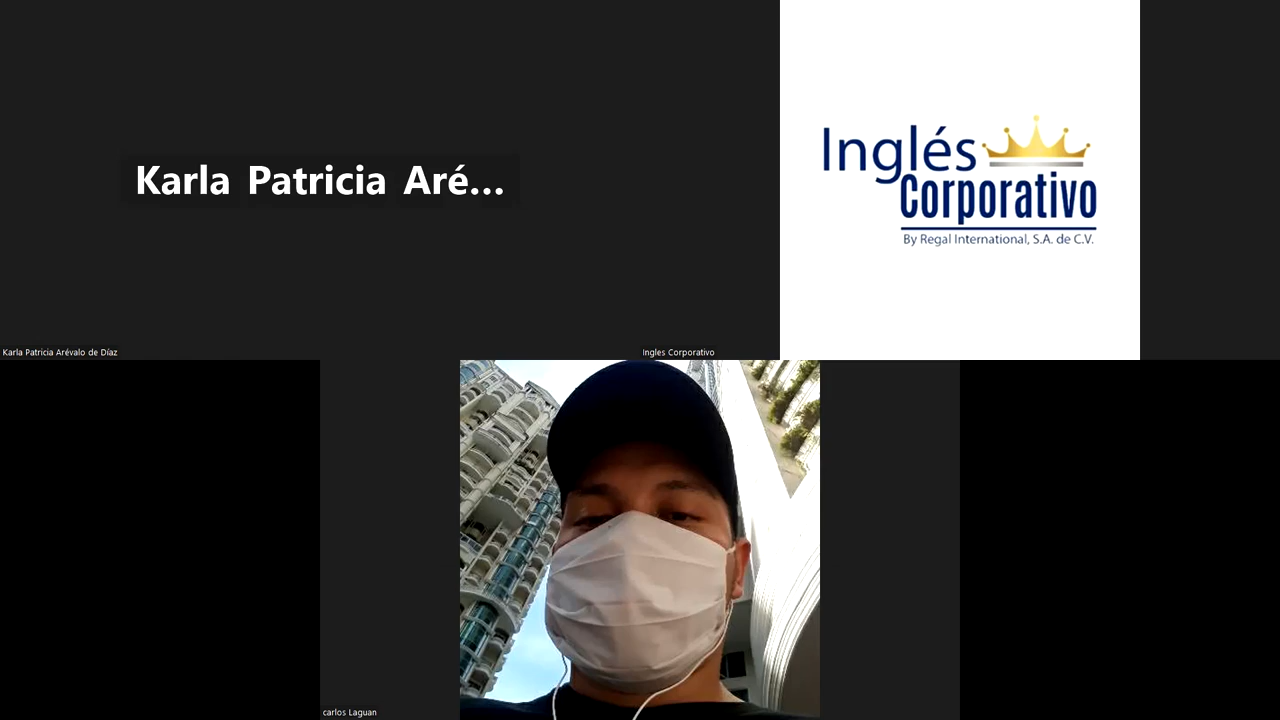 Karla Patricia Aré...
Inglés
Corporativo
By Regal International, S.A. de C.V.
Karla Patricia Arévalo de Díaz
Ingles Corporativo
carlos Laguan